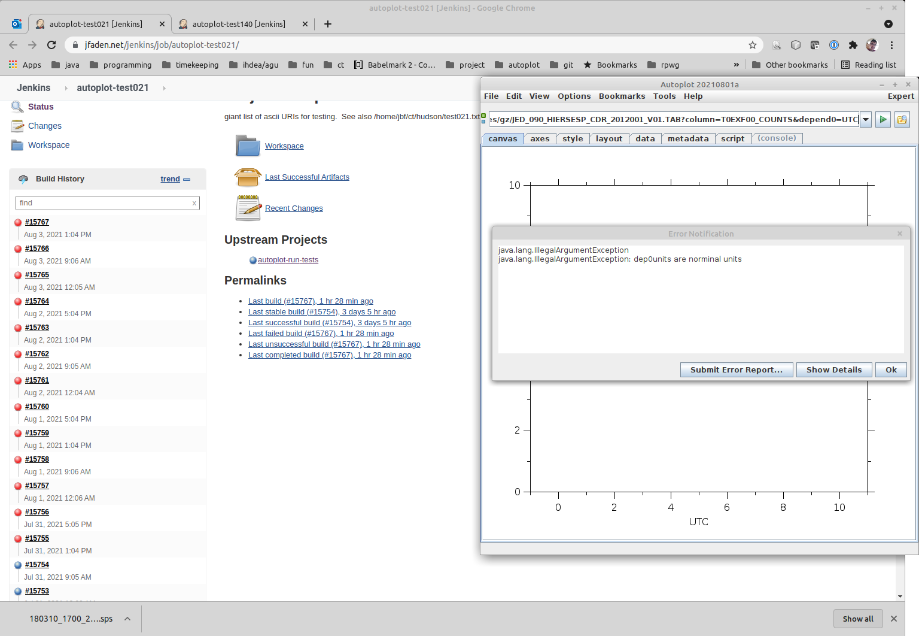 autoplot-test021 [Jenkins] - Google Chrome
autoplot-test021 [Jenkins] × autoplot-test140 [Jenkins] × +
jfaden.net/jenkins/job/autoplot-test021/
Apps java programming timekeeping ihdea/agu fun ct Babelmark 2 - Co... project autoplot git Bookmarks rpwg » Other bookmarks Reading list
Jenkins › autoplot-test021 ›
Status
Changes
Workspace
Build History trend
find x
#15767
Aug 3, 2021 1:04 PM
#15766
Aug 3, 2021 9:06 AM
#15765
Aug 3, 2021 12:05 AM
#15764
Aug 2, 2021 5:04 PM
#15763
Aug 2, 2021 1:04 PM
#15762
Aug 2, 2021 9:05 AM
#15761
Aug 2, 2021 12:04 AM
#15760
Aug 1, 2021 5:04 PM
#15759
Aug 1, 2021 1:04 PM
#15758
Aug 1, 2021 9:06 AM
#15757
Aug 1, 2021 12:06 AM
#15756
Jul 31, 2021 5:05 PM
#15755
Jul 31, 2021 1:04 PM
#15754
Jul 31, 2021 9:05 AM
#15753
giant list of ascii URIs for testing. See also /home/jbf/ct/hudson/test021.txt
Workspace
Last Successful Artifacts
Recent Changes
Upstream Projects
autoplot-run-tests
Permalinks
Last build (#15767), 1 hr 28 min ago
Last stable build (#15754), 3 days 5 hr ago
Last successful build (#15754), 3 days 5 hr ago
Last failed build (#15767), 1 hr 28 min ago
Last unsuccessful build (#15767), 1 hr 28 min ago
Last completed build (#15767), 1 hr 28 min ago
Autoplot 20210801a
File Edit View Options Bookmarks Tools Help Expert
es/gz/JED_090_HIERSESP_CDR_2012001_V01.TAB?column=T0EXF00_COUNTS&depend0=UTC
canvas axes style layout data metadata script (console)
10
Error Notification
java.lang.IllegalArgumentException
java.lang.IllegalArgumentException: dep0units are norminal units
Submit Error Report... Show Details Ok
2
0
0 2 4 6 8 10
UTC
180310_1700_2....sps
Show all